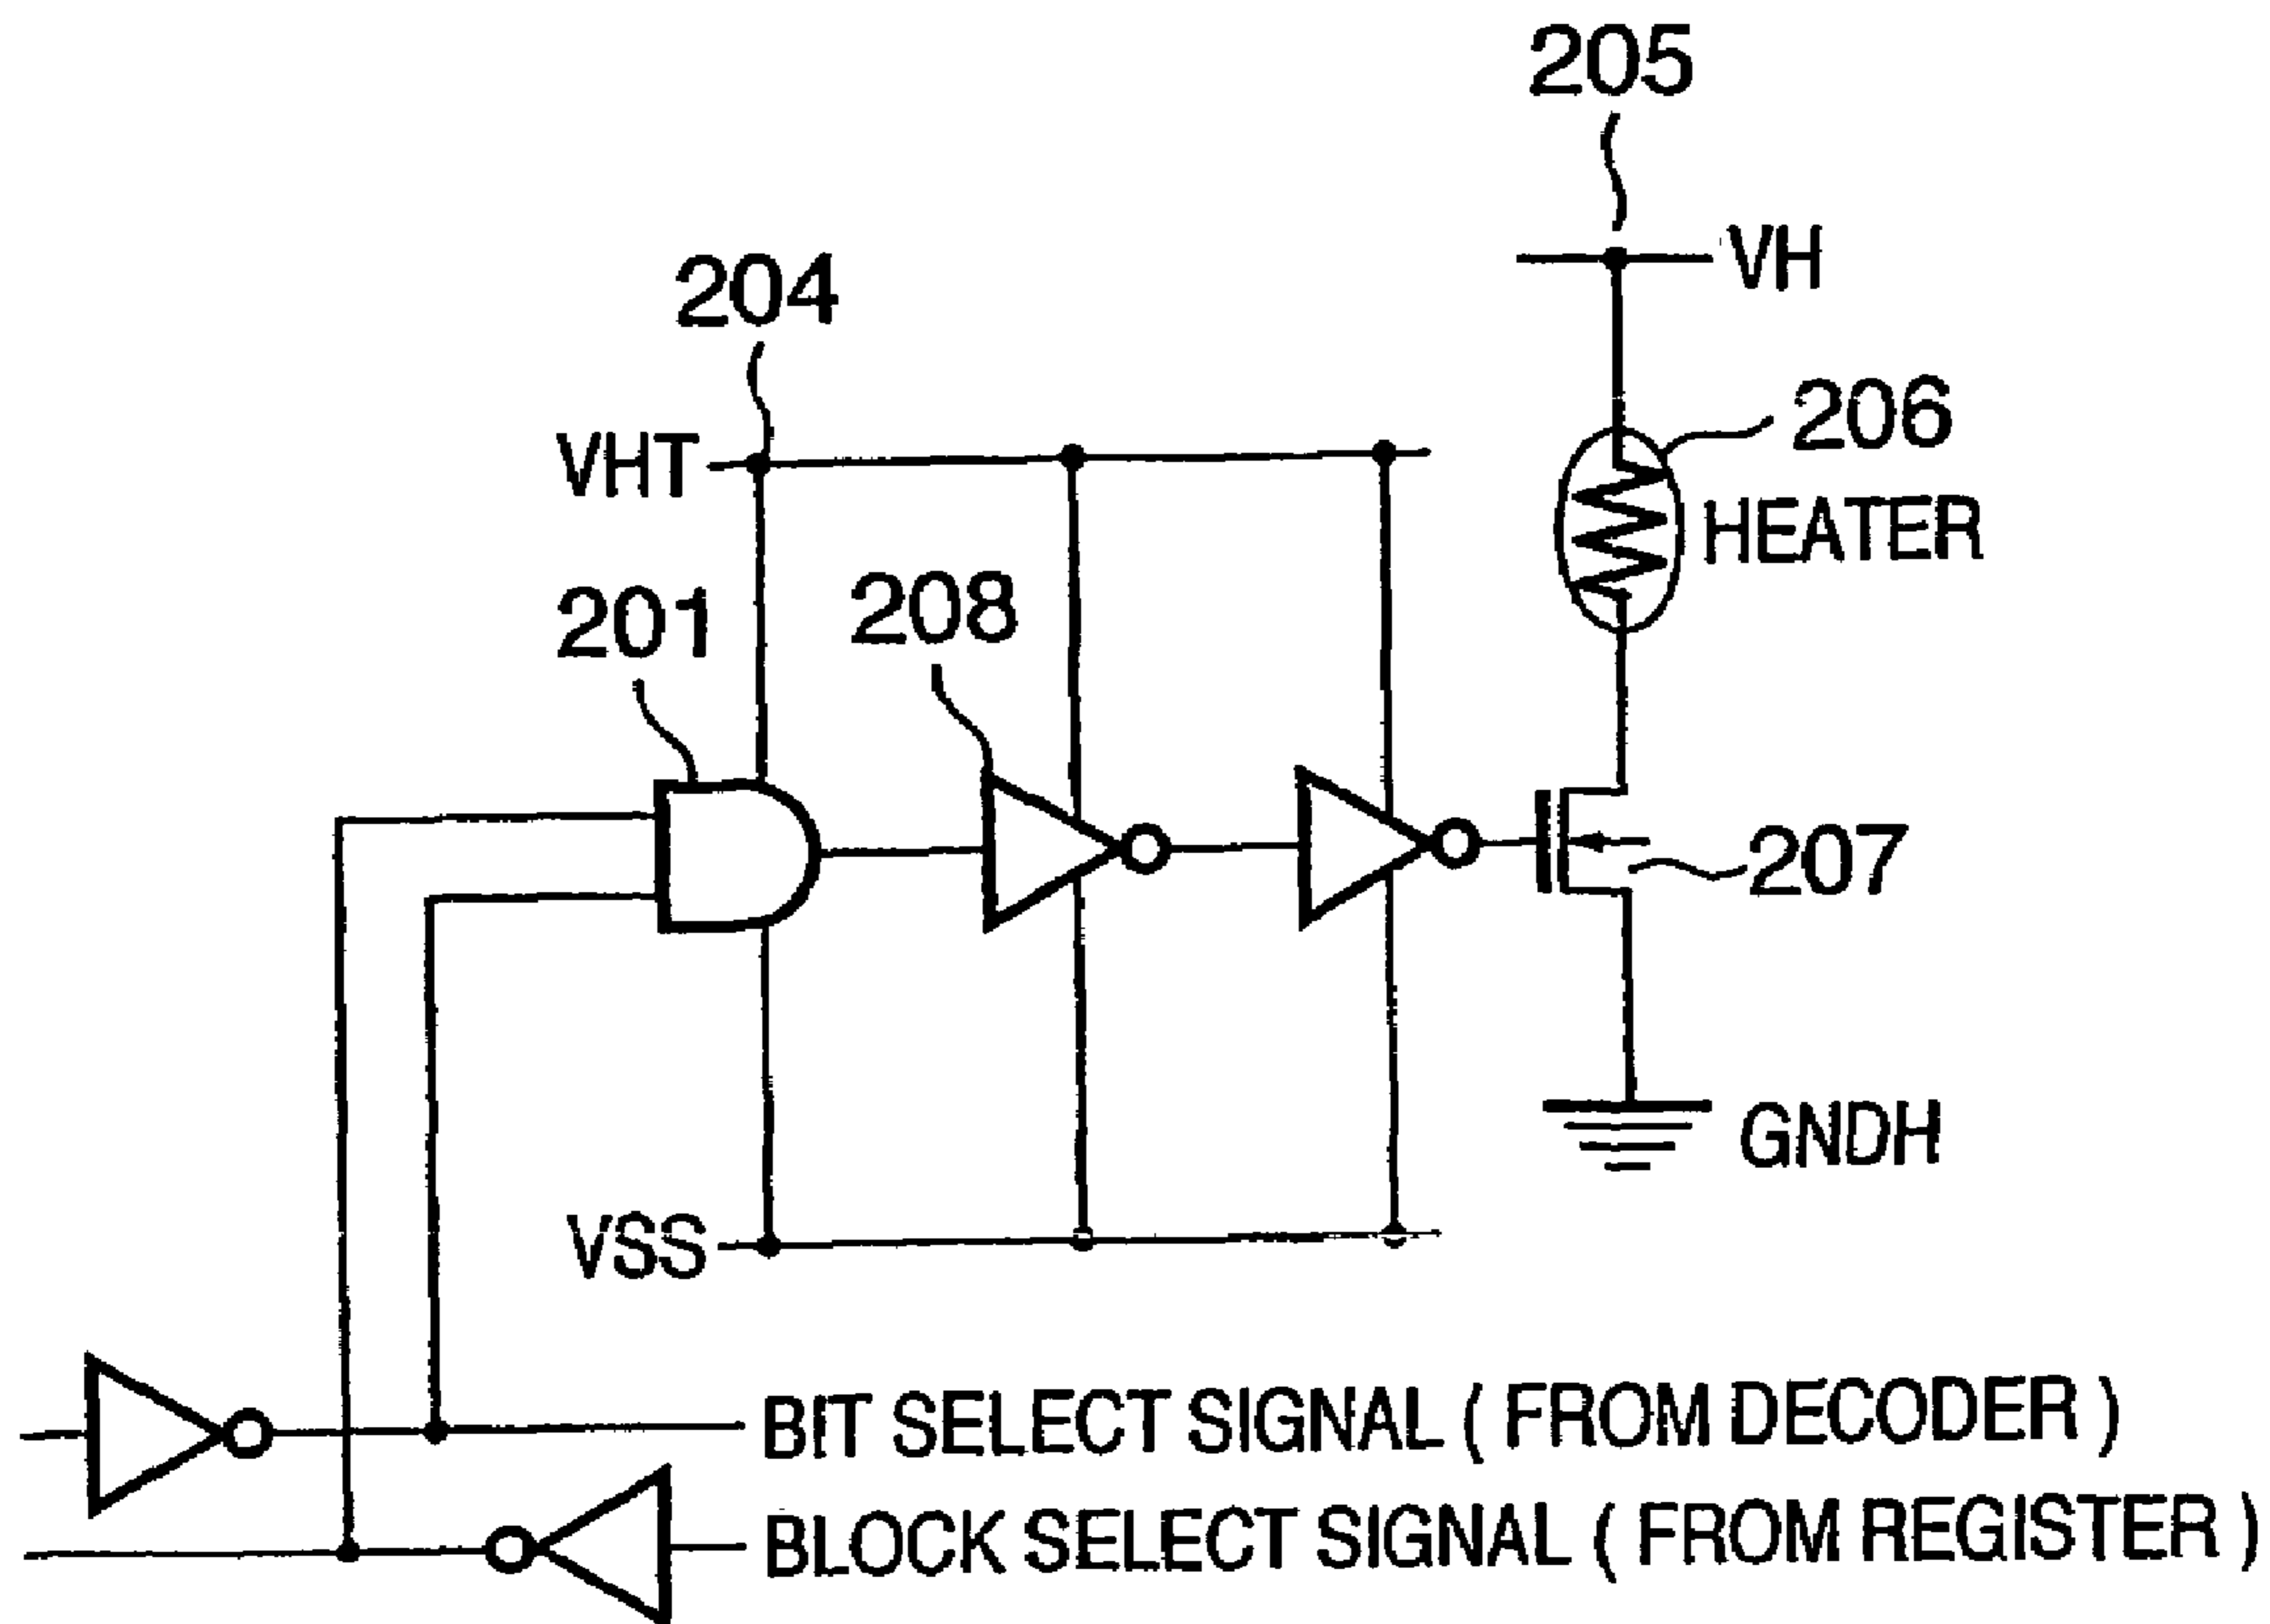 205
VH
204
206
VHT
HEATER
201
208
207
GNDH
VSS
BIT SELECT SIGNAL ( FROM DECODER )
BLOCK SELECT SIGNAL ( FROM REGISTER )